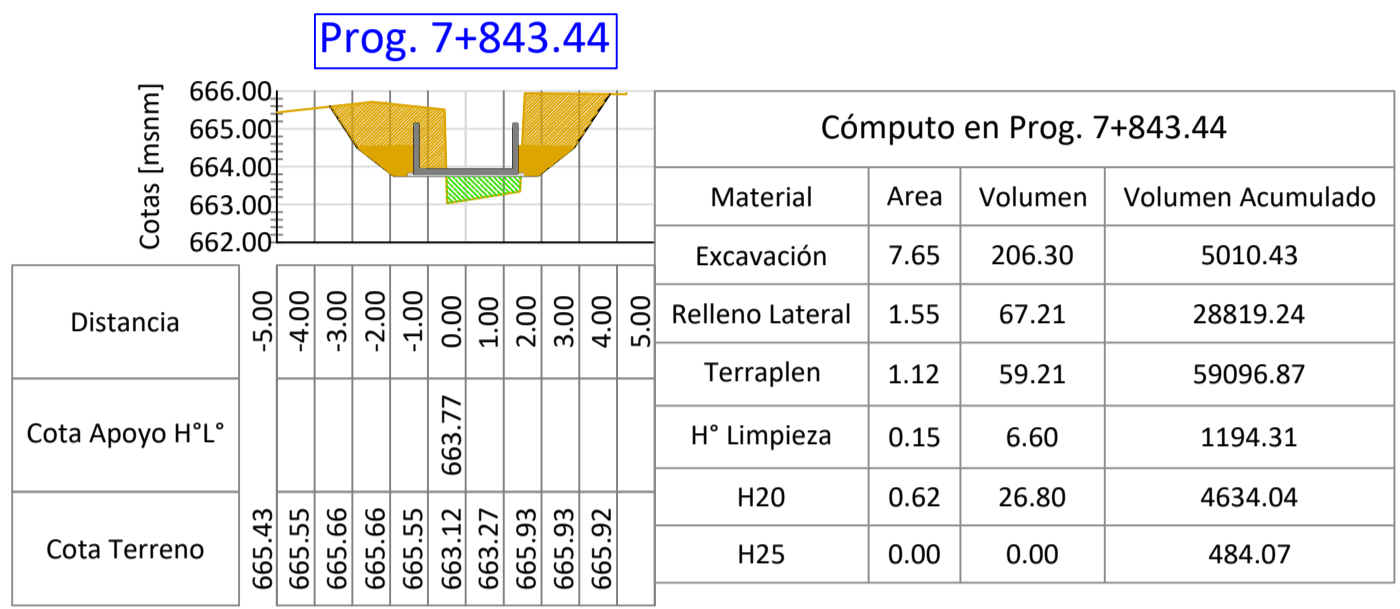 Prog. 7+843.44
Cotas [msnm]
666.00
665.00
664.00
663.00
662.00
Distancia -5.00 -4.00 -3.00 -2.00 -1.00 0.00 1.00 2.00 3.00 4.00 5.00
Cota Apoyo H°L° 663.77
Cota Terreno 665.43 665.55 665.66 665.66 665.55 663.12 663.27 665.93 665.93 665.92
Cómputo en Prog. 7+843.44
Material Area Volumen Volumen Acumulado
Excavación 7.65 206.30 5010.43
Relleno Lateral 1.55 67.21 28819.24
Terraplen 1.12 59.21 59096.87
H° Limpieza 0.15 6.60 1194.31
H20 0.62 26.80 4634.04
H25 0.00 0.00 484.07